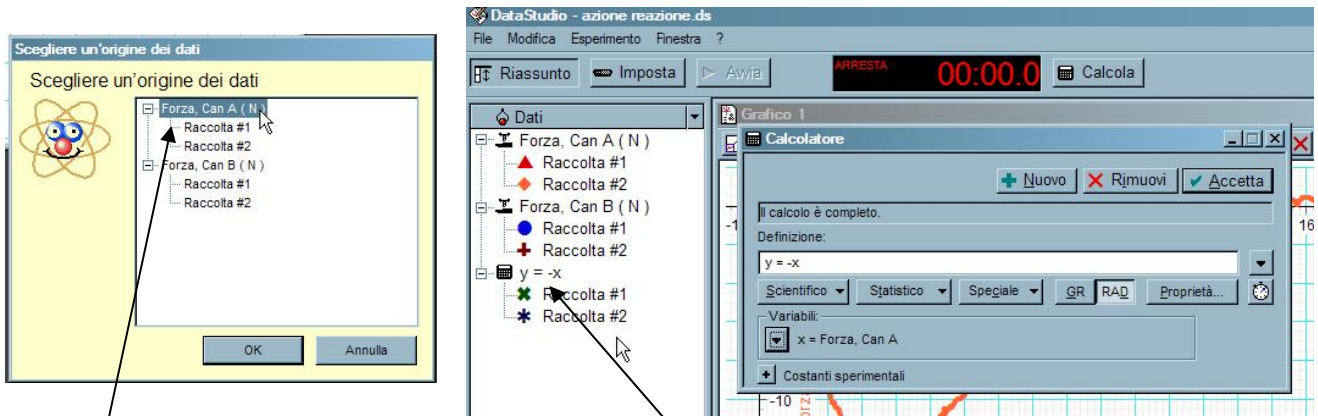 Scegliere un'origine dei dati
Scegliere un'origine dei dati
Forza, Can A ( N )
Raccolta #1
Raccolta #2
Forza, Can B ( N )
Raccolta #1
Raccolta #2
OK Annulla
DataStudio - azione reazione.ds
File Modifica Esperimento Finestra ?
Riassunto Imposta Avvia ARRESTA 00:00.0 Calcola
Dati
Forza, Can A ( N )
Raccolta #1
Raccolta #2
Forza, Can B ( N )
Raccolta #1
Raccolta #2
y = -x
Raccolta #1
Raccolta #2
Grafico 1
Calcolatore
Nuovo Rimuovi Accetta
Il calcolo è completo.
Definizione:
y = -x
Scientifico Statistico Speciale GR RAD Proprietà...
Variabili:
x = Forza, Can A
Costanti sperimentali
16
-10